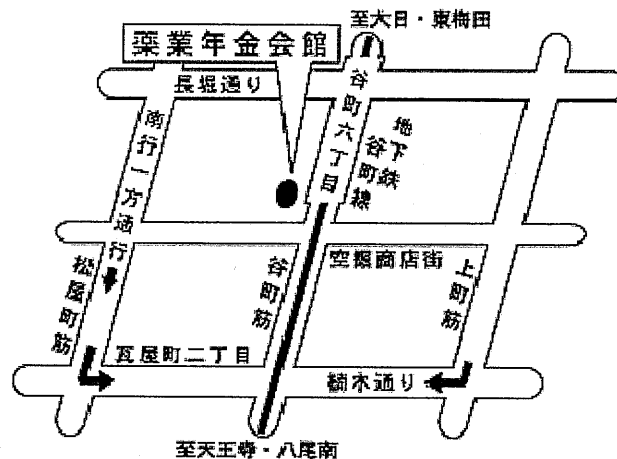 至大日・東梅田
薬業年金会館
長堀通り
谷町六丁目
地下鉄
谷町線
南行一方通行
松屋町筋
谷町筋
空堀商店街
上町筋
瓦屋町二丁目
楠木通り
至天王寺・八尾南